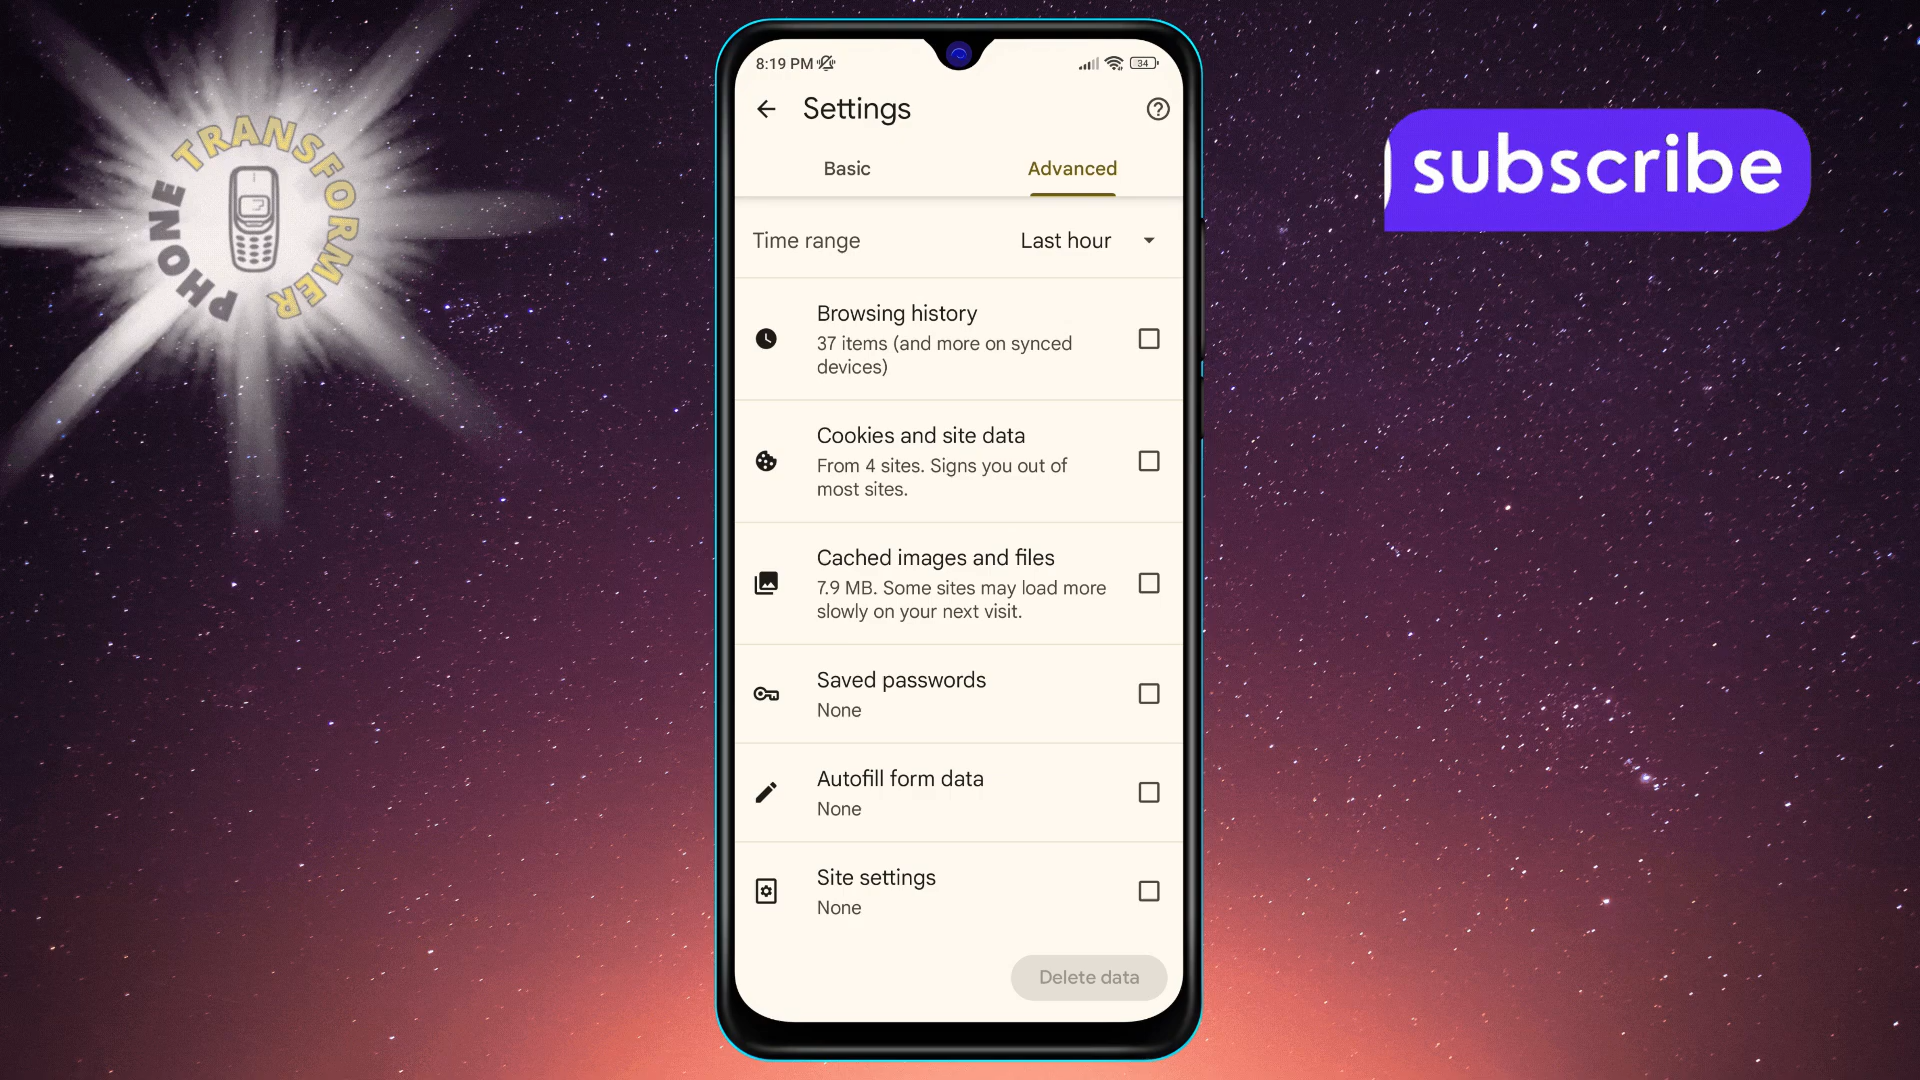 PHONE TRANSFORMER
subscribe
8:19 PM
34
Settings
Basic
Advanced
Time range
Last hour
Browsing history
37 items (and more on synced
devices)
Cookies and site data
From 4 sites. Signs you out of
most sites.
Cached images and files
7.9 MB. Some sites may load more
slowly on your next visit.
Saved passwords
None
Autofill form data
None
Site settings
None
Delete data